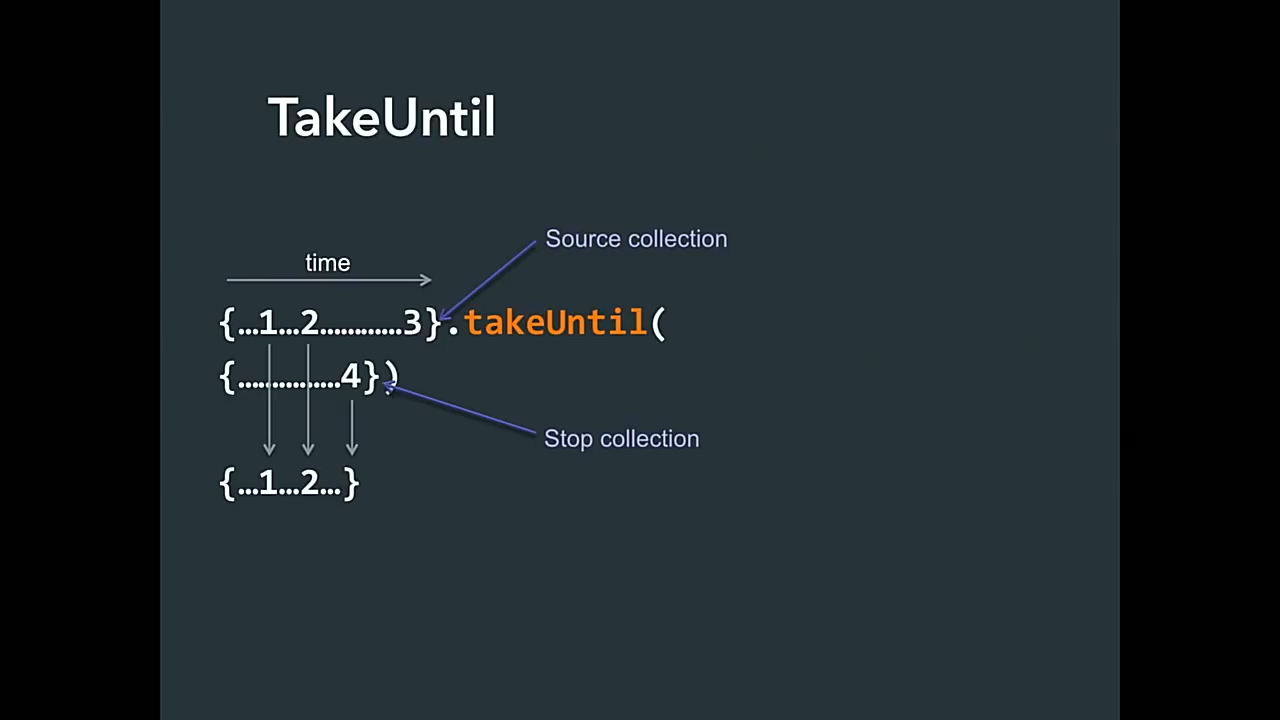 TakeUntil
Source collection
time
{…1…2…………3}.takeUntil(
{……………4})
Stop collection
{…1…2…}